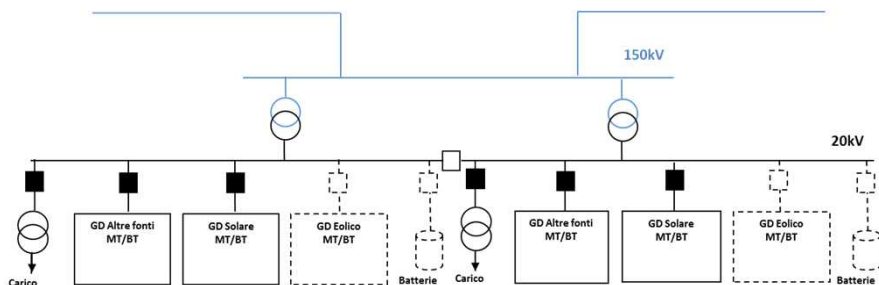 150kV
20kV
GD Altre fonti
MT/BT
GD Solare
MT/BT
GD Eolico
MT/BT
Carico
Batterie
GD Altre fonti
MT/BT
GD Solare
MT/BT
GD Eolico
MT/BT
Carico
Batterie